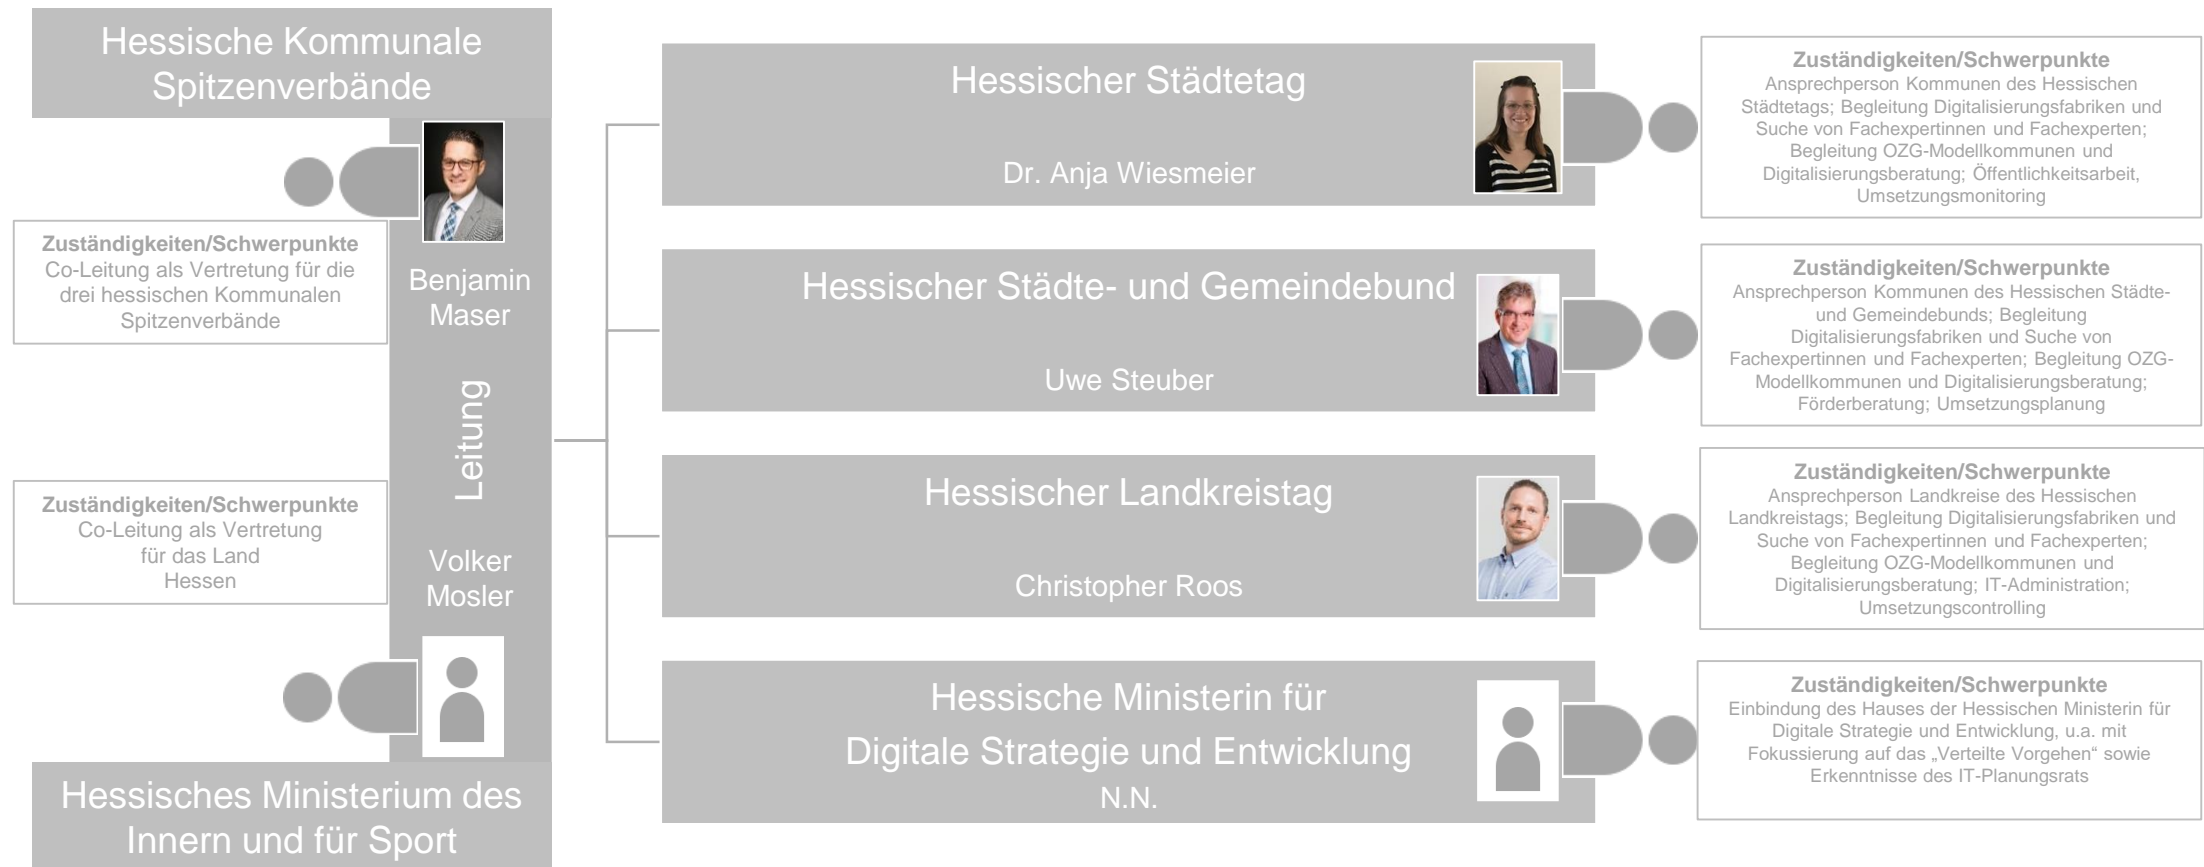 Hessische Kommunale
Spitzenverbände
Zuständigkeiten/Schwerpunkte
Co-Leitung als Vertretung für die
drei hessischen Kommunalen
Spitzenverbände
Benjamin
Maser
Leitung
Zuständigkeiten/Schwerpunkte
Co-Leitung als Vertretung
für das Land
Hessen
Volker
Mosler
Hessisches Ministerium des
Innern und für Sport
Hessischer Städtetag
Dr. Anja Wiesmeier
Zuständigkeiten/Schwerpunkte
Ansprechperson Kommunen des Hessischen
Städtetags; Begleitung Digitalisierungsfabriken und
Suche von Fachexpertinnen und Fachexperten;
Begleitung OZG-Modellkommunen und
Digitalisierungsberatung; Öffentlichkeitsarbeit,
Umsetzungsmonitoring
Hessischer Städte- und Gemeindebund
Uwe Steuber
Zuständigkeiten/Schwerpunkte
Ansprechperson Kommunen des Hessischen Städte-
und Gemeindebunds; Begleitung
Digitalisierungsfabriken und Suche von
Fachexpertinnen und Fachexperten; Begleitung OZG-
Modellkommunen und Digitalisierungsberatung;
Förderberatung; Umsetzungsplanung
Hessischer Landkreistag
Christopher Roos
Zuständigkeiten/Schwerpunkte
Ansprechperson Landkreise des Hessischen
Landkreistags; Begleitung Digitalisierungsfabriken und
Suche von Fachexpertinnen und Fachexperten;
Begleitung OZG-Modellkommunen und
Digitalisierungsberatung; IT-Administration;
Umsetzungscontrolling
Hessische Ministerin für
Digitale Strategie und Entwicklung
N.N.
Zuständigkeiten/Schwerpunkte
Einbindung des Hauses der Hessischen Ministerin für
Digitale Strategie und Entwicklung, u.a. mit
Fokussierung auf das „Verteilte Vorgehen“ sowie
Erkenntnisse des IT-Planungsrats